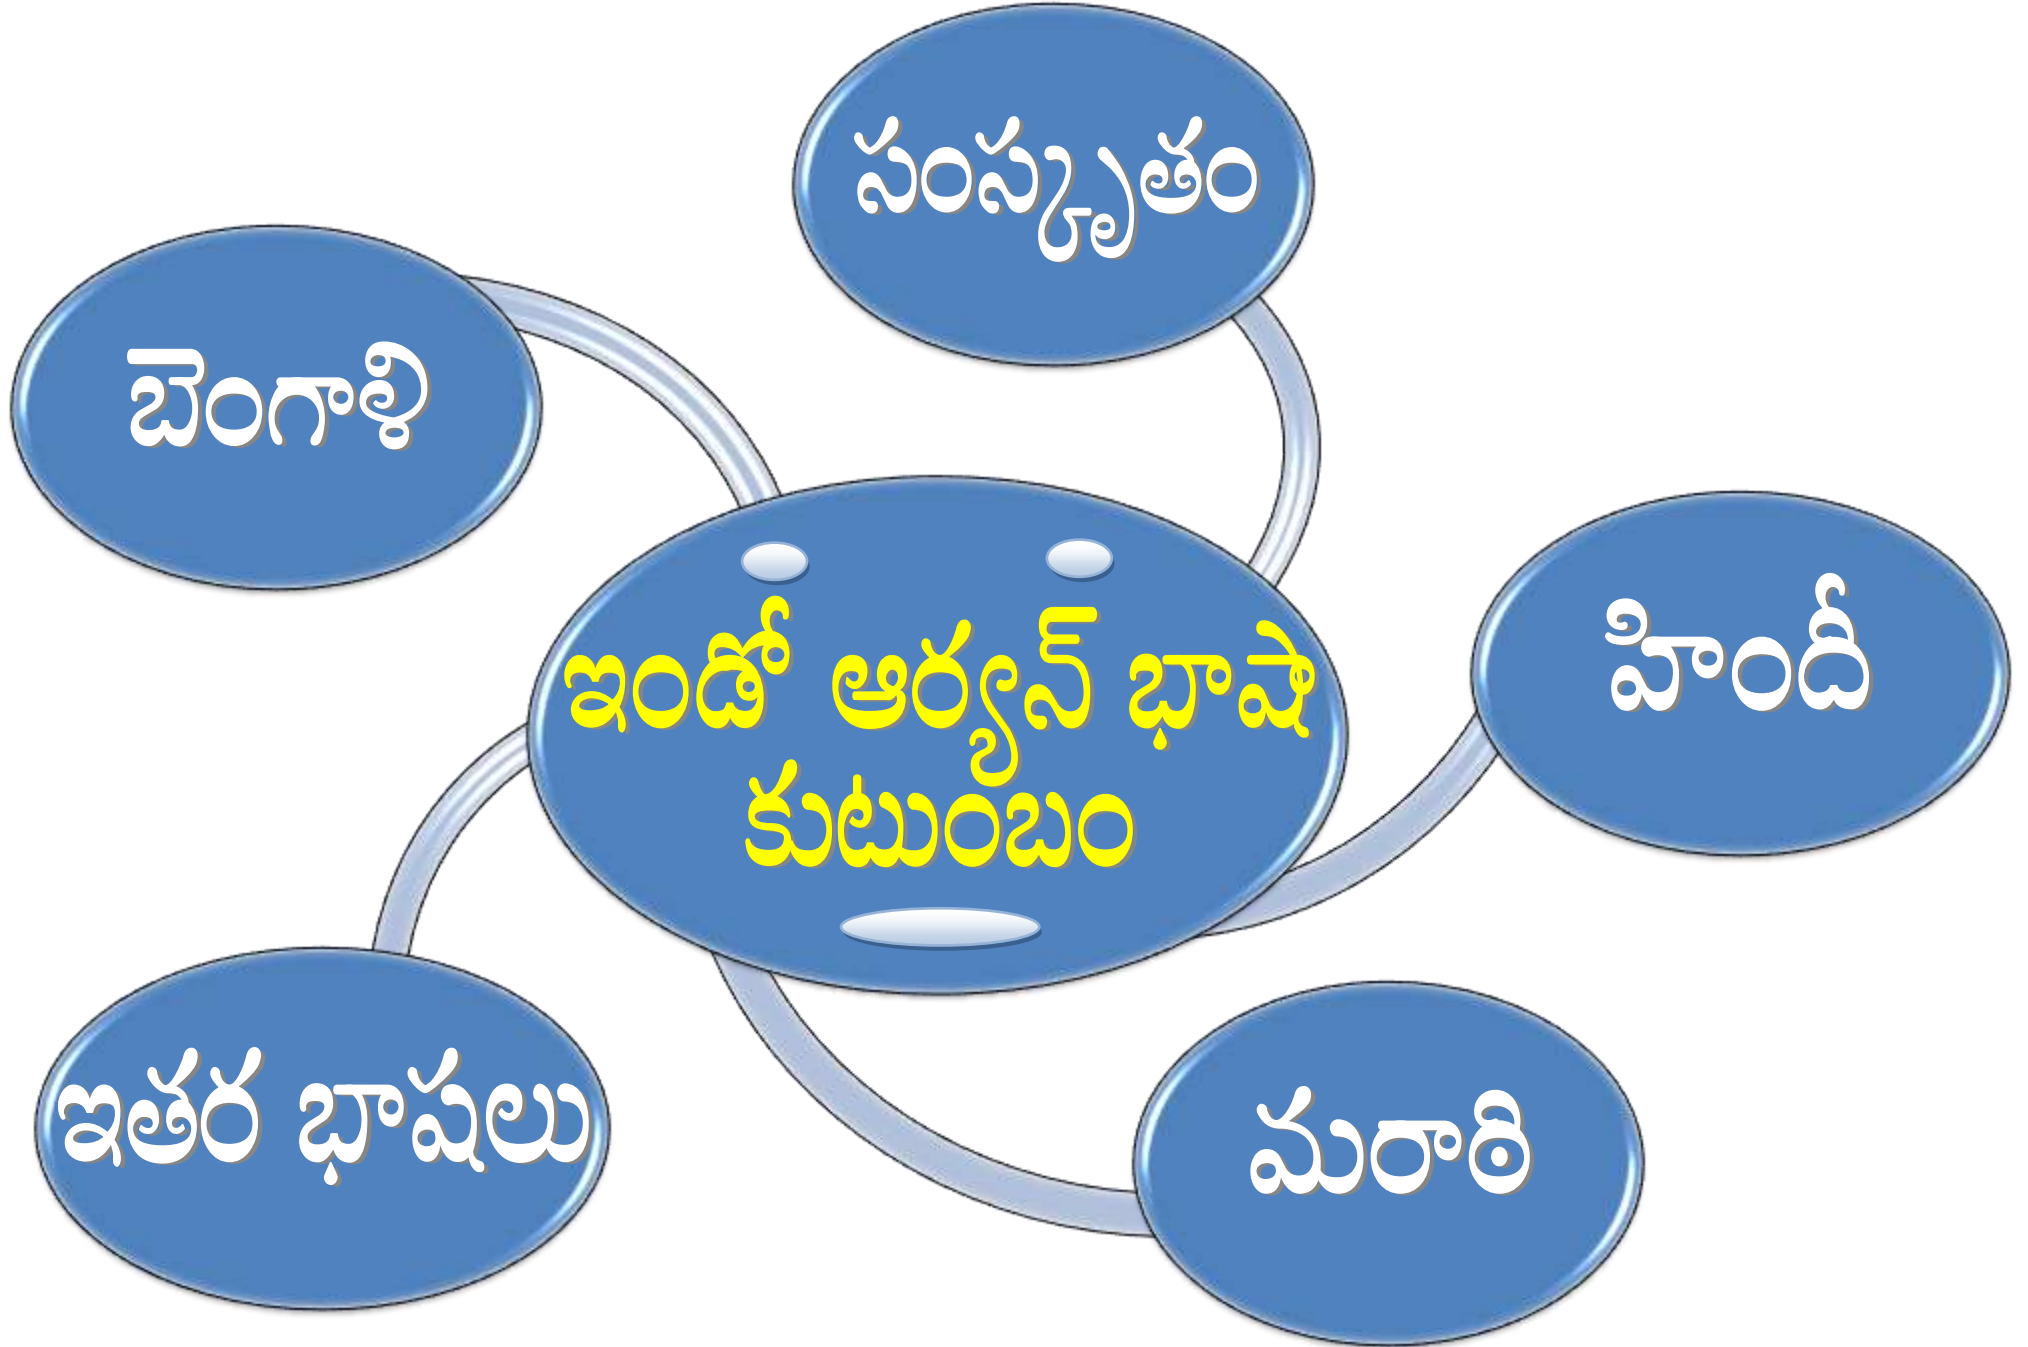 సంస్కృతం
బెంగాళి
హిందీ
ఇండో ఆర్యన్ భాషా
కుటుంబం
ఇతర భాషలు
మరాఠి